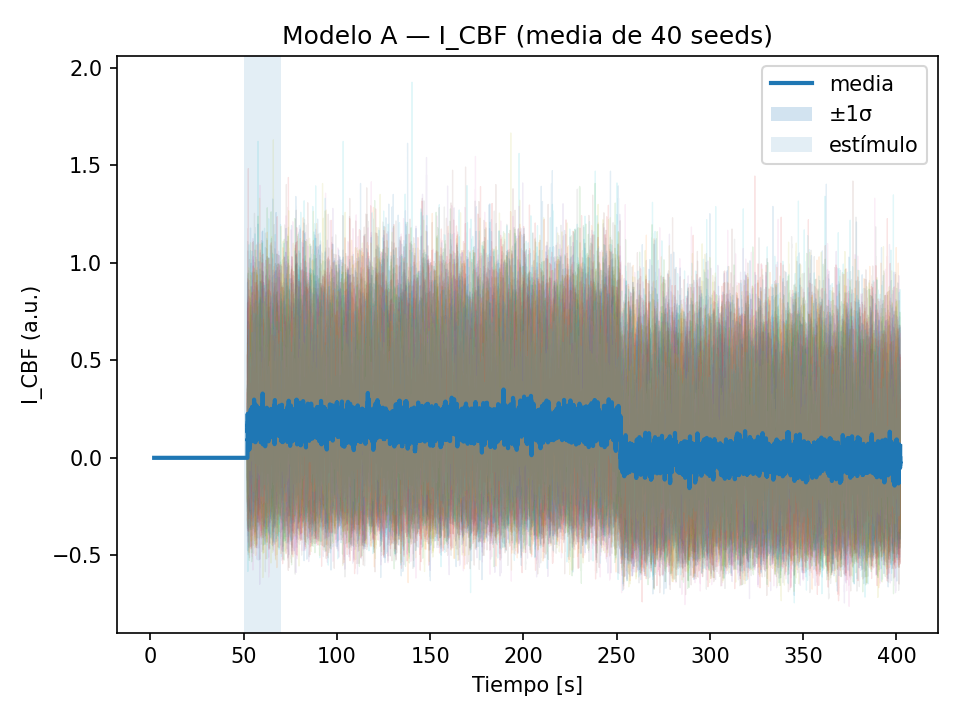 Modelo A — I_CBF (media de 40 seeds)
media
±1σ
estímulo
I_CBF (a.u.)
2.0
1.5
1.0
0.5
0.0
−0.5
0 50 100 150 200 250 300 350 400
Tiempo [s]